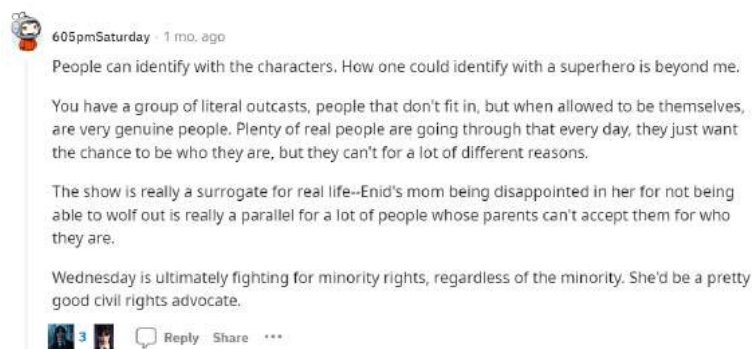 605pmSaturday · 1 mo. ago
People can identify with the characters. How one could identify with a superhero is beyond me.
You have a group of literal outcasts, people that don't fit in, but when allowed to be themselves,
are very genuine people. Plenty of real people are going through that every day, they just want
the chance to be who they are, but they can't for a lot of different reasons.
The show is really a surrogate for real life--Enid's mom being disappointed in her for not being
able to wolf out is really a parallel for a lot of people whose parents can't accept them for who
they are.
Wednesday is ultimately fighting for minority rights, regardless of the minority. She'd be a pretty
good civil rights advocate.
3 Reply Share ···